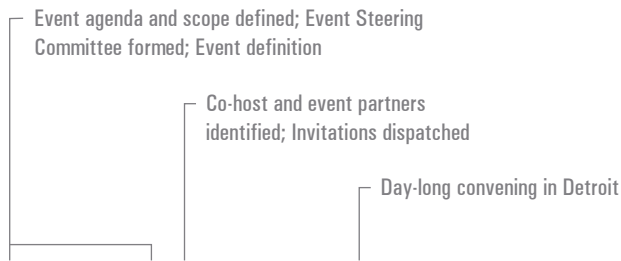 Event agenda and scope defined; Event Steering
Committee formed; Event definition
Co-host and event partners
identified; Invitations dispatched
Day-long convening in Detroit